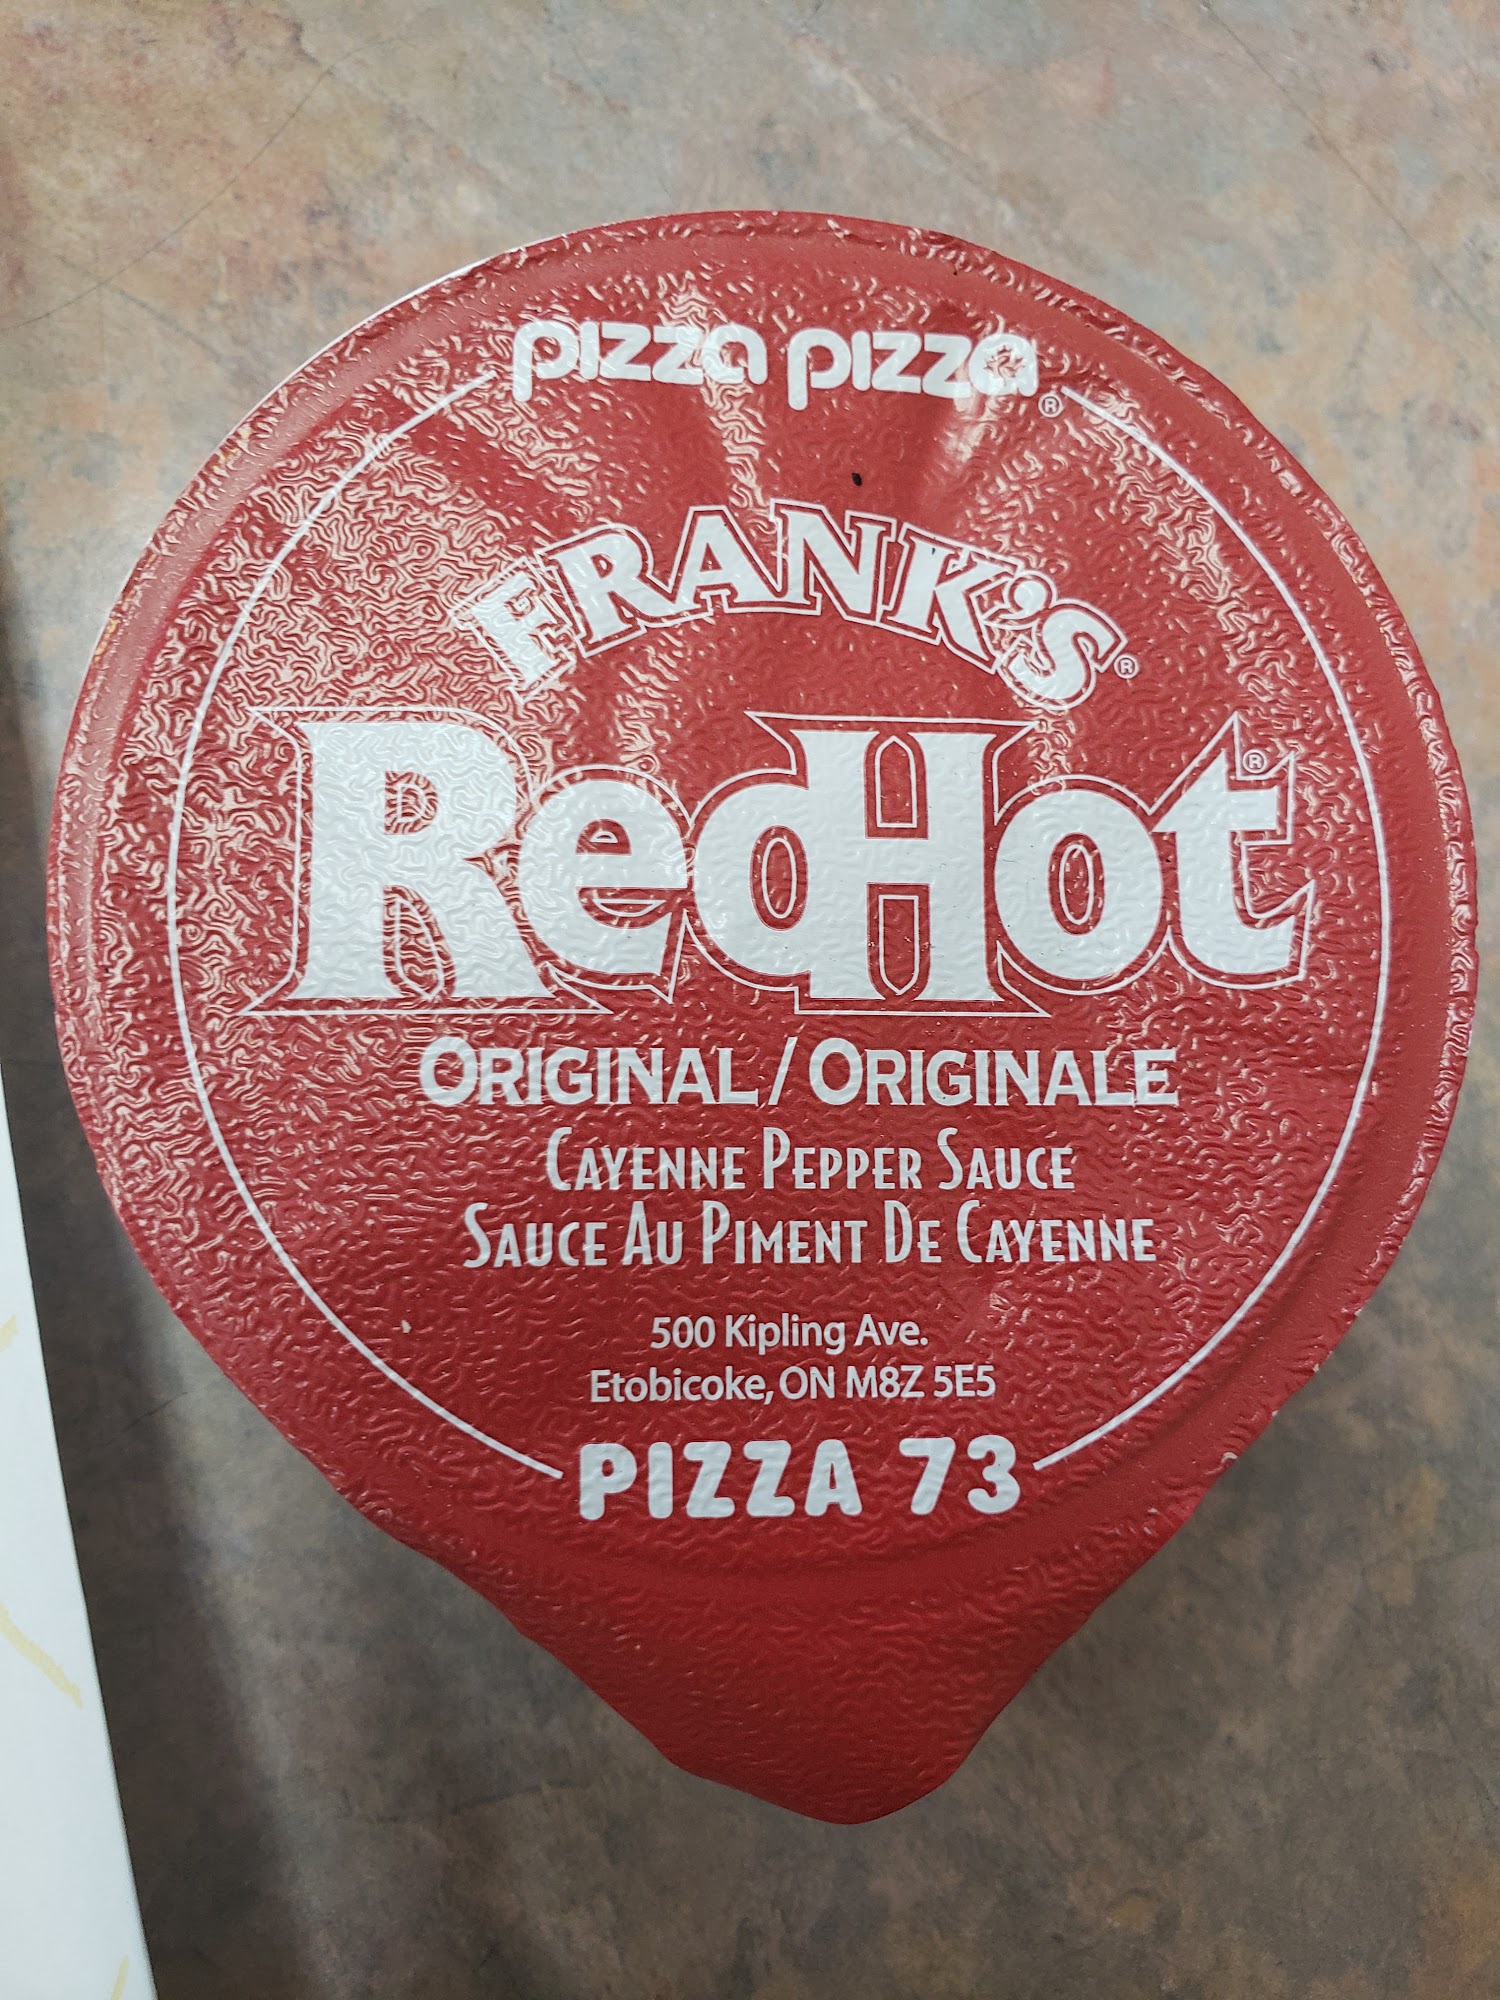 pizza pizza®
FRANK'S®
RedHot®
ORIGINAL / ORIGINALE
CAYENNE PEPPER SAUCE
SAUCE AU PIMENT DE CAYENNE
500 Kipling Ave.
Etobicoke, ON M8Z 5E5
PIZZA 73